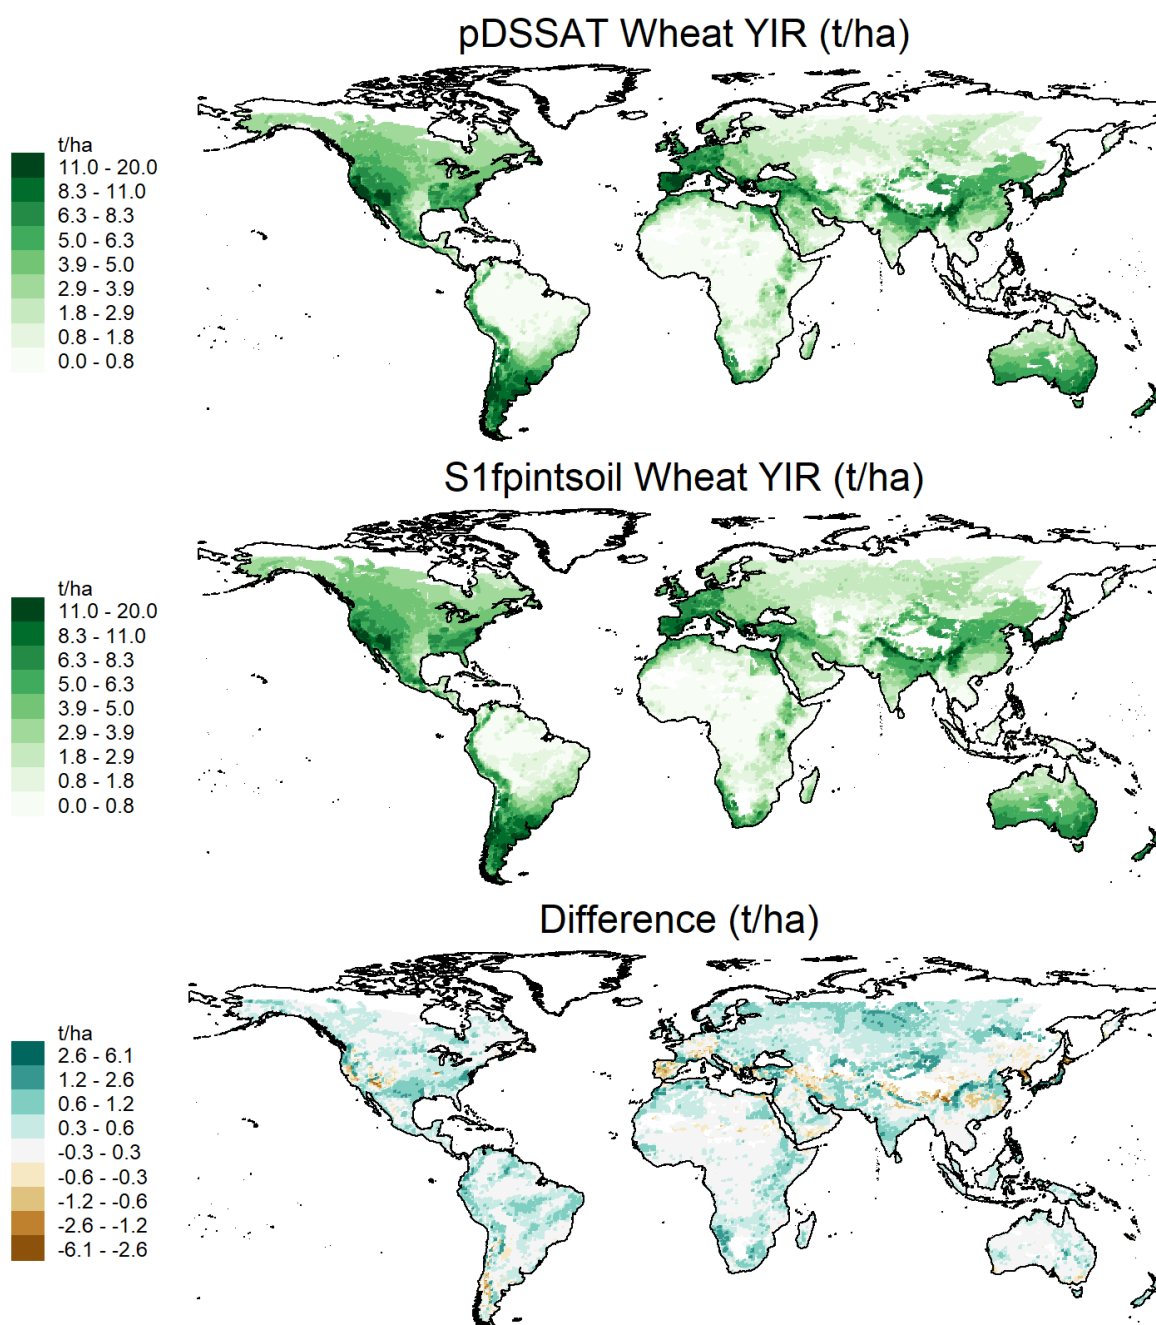 pDSSAT Wheat YIR (t/ha)
t/ha
11.0 - 20.0
8.3 - 11.0
6.3 - 8.3
5.0 - 6.3
3.9 - 5.0
2.9 - 3.9
1.8 - 2.9
0.8 - 1.8
0.0 - 0.8
S1fpintsoil Wheat YIR (t/ha)
t/ha
11.0 - 20.0
8.3 - 11.0
6.3 - 8.3
5.0 - 6.3
3.9 - 5.0
2.9 - 3.9
1.8 - 2.9
0.8 - 1.8
0.0 - 0.8
Difference (t/ha)
t/ha
2.6 - 6.1
1.2 - 2.6
0.6 - 1.2
0.3 - 0.6
-0.3 - 0.3
-0.6 - -0.3
-1.2 - -0.6
-2.6 - -1.2
-6.1 - -2.6